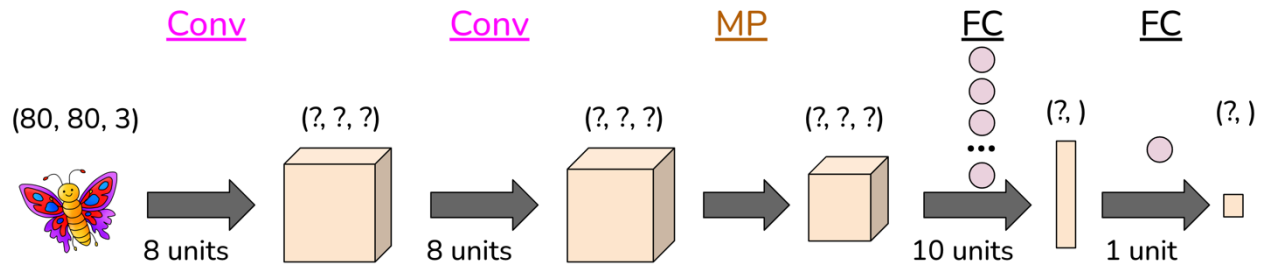 Conv Conv MP FC FC
(80, 80, 3) (?, ?, ?) (?, ?, ?) (?, ?, ?) (?, ) (?, )
...
8 units 8 units 10 units 1 unit